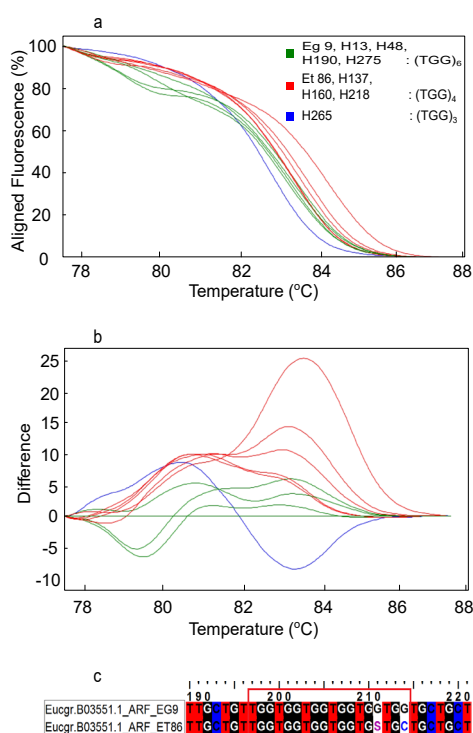 a
Aligned Fluorescence (%)
100
80
60
40
20
0
78
80
82
84
86
88
Temperature (°C)
Eg 9, H13, H48,
H190, H275 : (TGG)6
Et 86, H137,
H160, H218 : (TGG)4
H265 : (TGG)3
b
Difference
25
20
15
10
5
0
-5
-10
78
80
82
84
86
88
Temperature (°C)
c
190 200 210 220
Eucgr.B03551.1_ARF_EG9 TTGCTGTTGGTGGTGGTGGTGGTGGTGCTGCT
Eucgr.B03551.1_ARF_ET86 TTGCTGTTGGTGGTGGTGGTGSTGCTGCTGCT